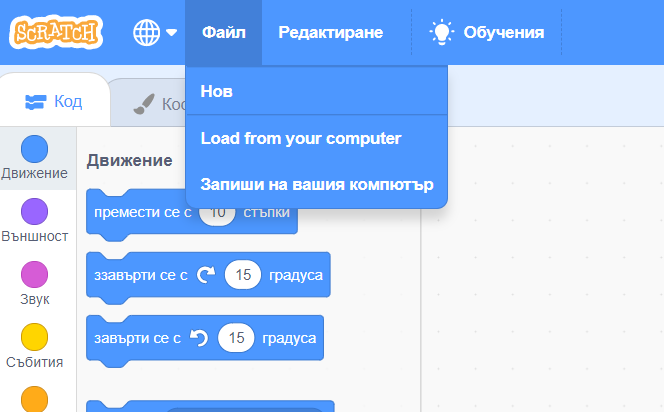 SCRATCH
Файл
Редактиране
Обучения
Нов
Load from your computer
Запиши на вашия компютър
Код
Кос
Движение
Външност
Звук
Събития
Движение
премести се с 10 стъпки
ззавърти се с 15 градуса
завърти се с 15 градуса